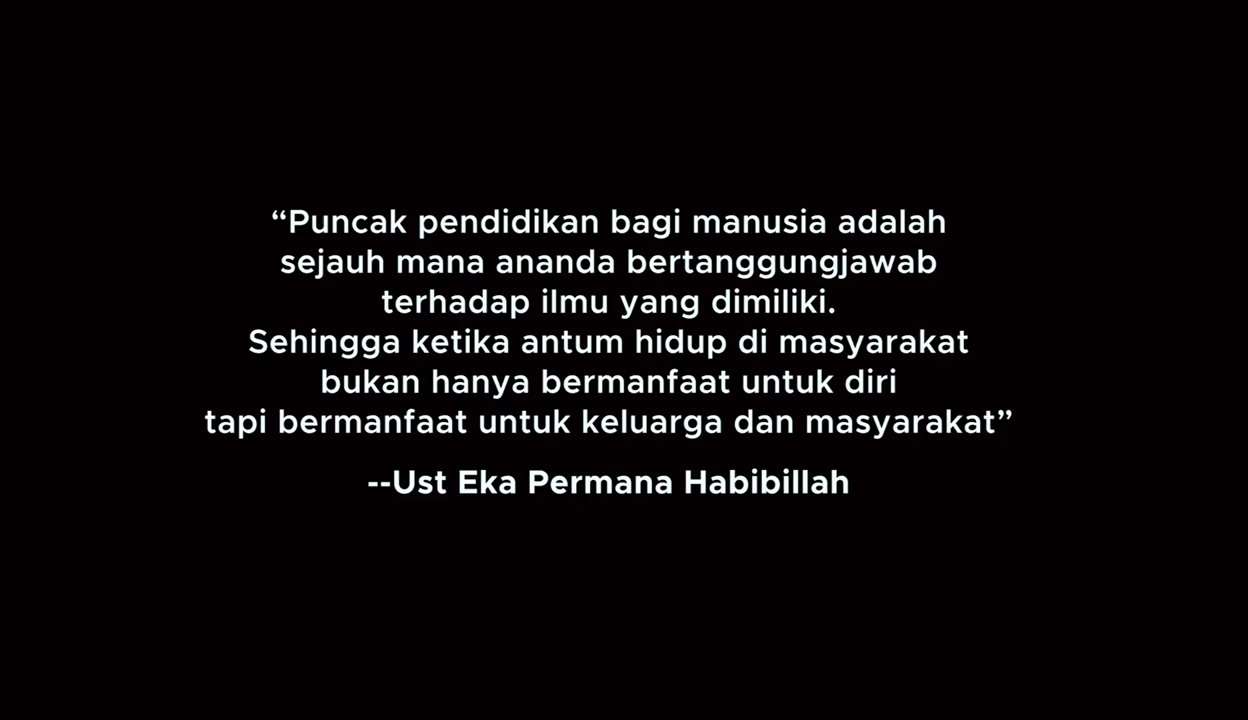 “Puncak pendidikan bagi manusia adalah
sejauh mana ananda bertanggungjawab
terhadap ilmu yang dimiliki.
Sehingga ketika antum hidup di masyarakat
bukan hanya bermanfaat untuk diri
tapi bermanfaat untuk keluarga dan masyarakat”
--Ust Eka Permana Habibillah